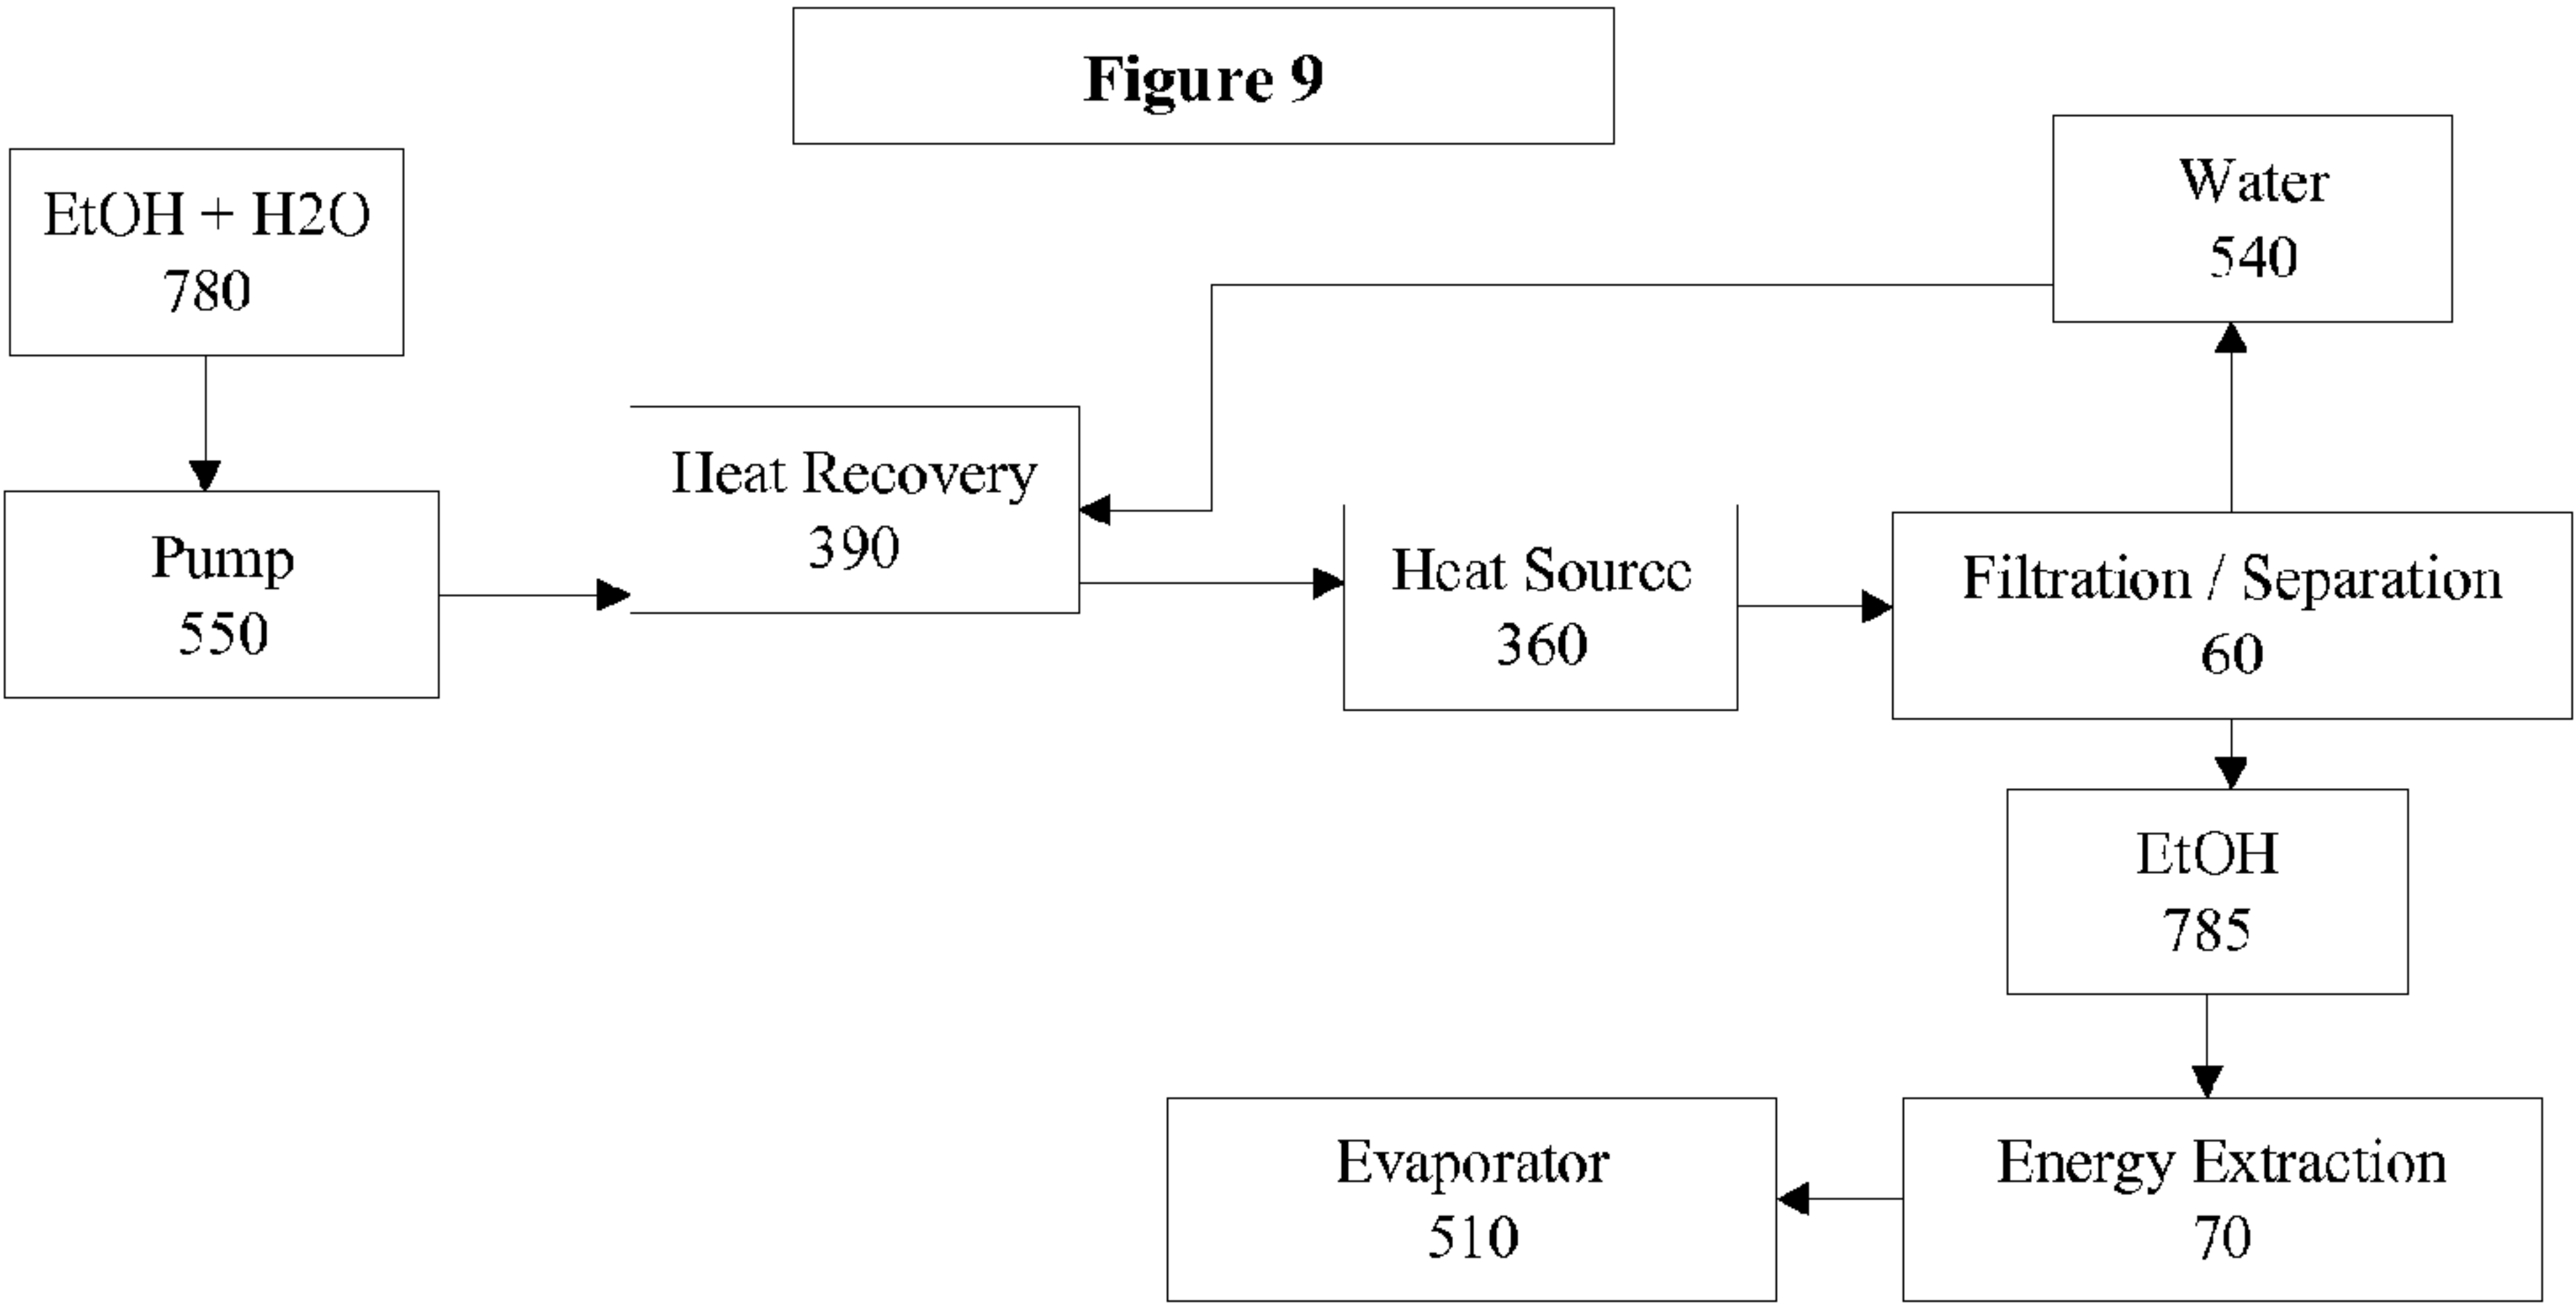 Figure 9
EtOH + H2O
780
Water
540
Heat Recovery
390
Pump
550
Heat Source
360
Filtration / Separation
60
EtOH
785
Evaporator
510
Energy Extraction
70